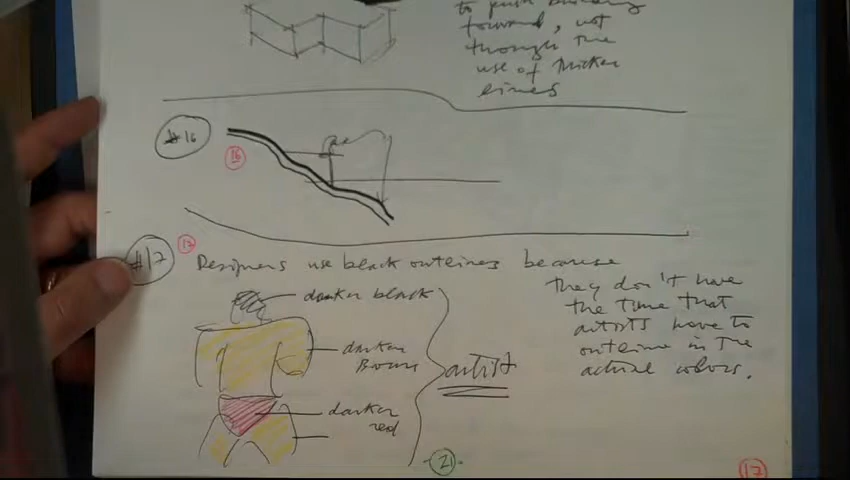 to push
forward, not
through the
use of thicker
lines
#16
16
#17
17
Designers use black outlines because
they don't have
the time that
artists have to
outline in the
actual colors.
darker black
darker
Brown
artist
darker
red
21
17